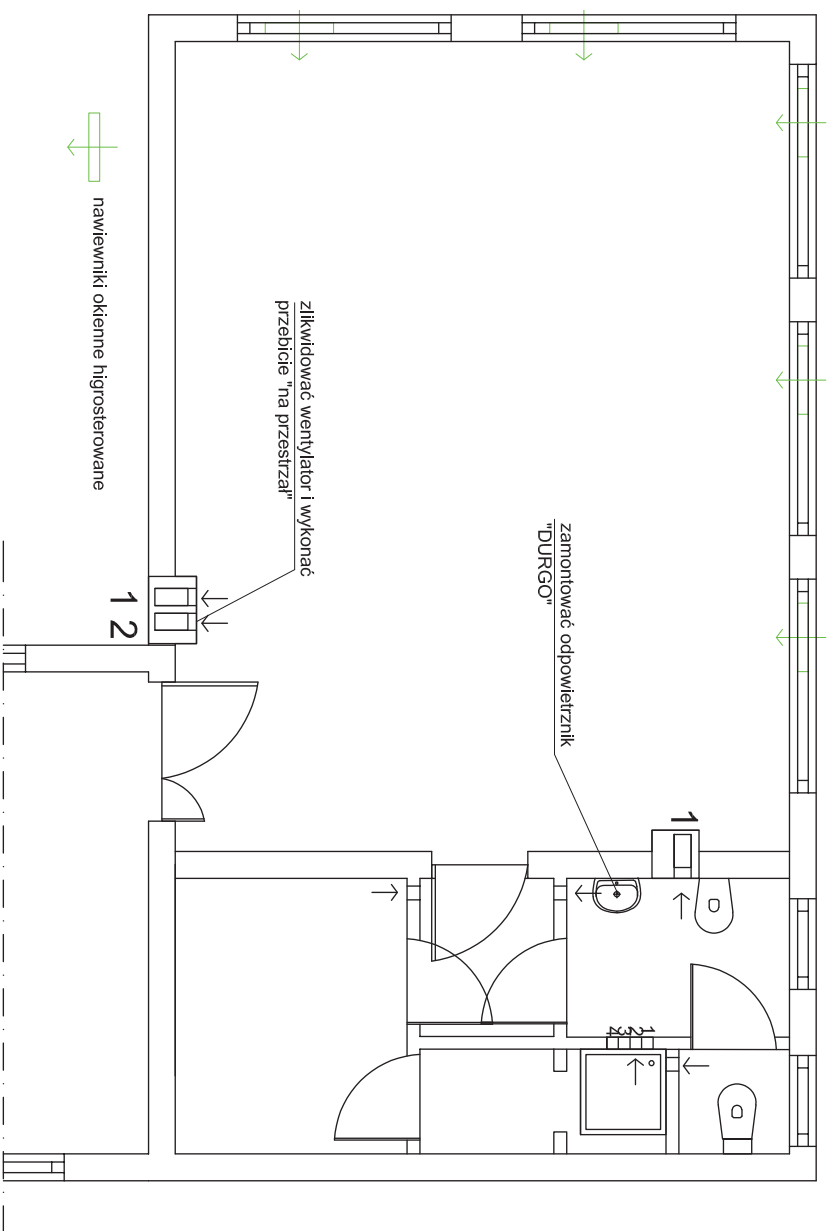 nawiewniki okienne higrosterowane
zlikwidować wentylator i wykonać
przebicie "na przestrzał"
zamontować odpowietrznik
"DURGO"
1 2
1
1
2
3
4